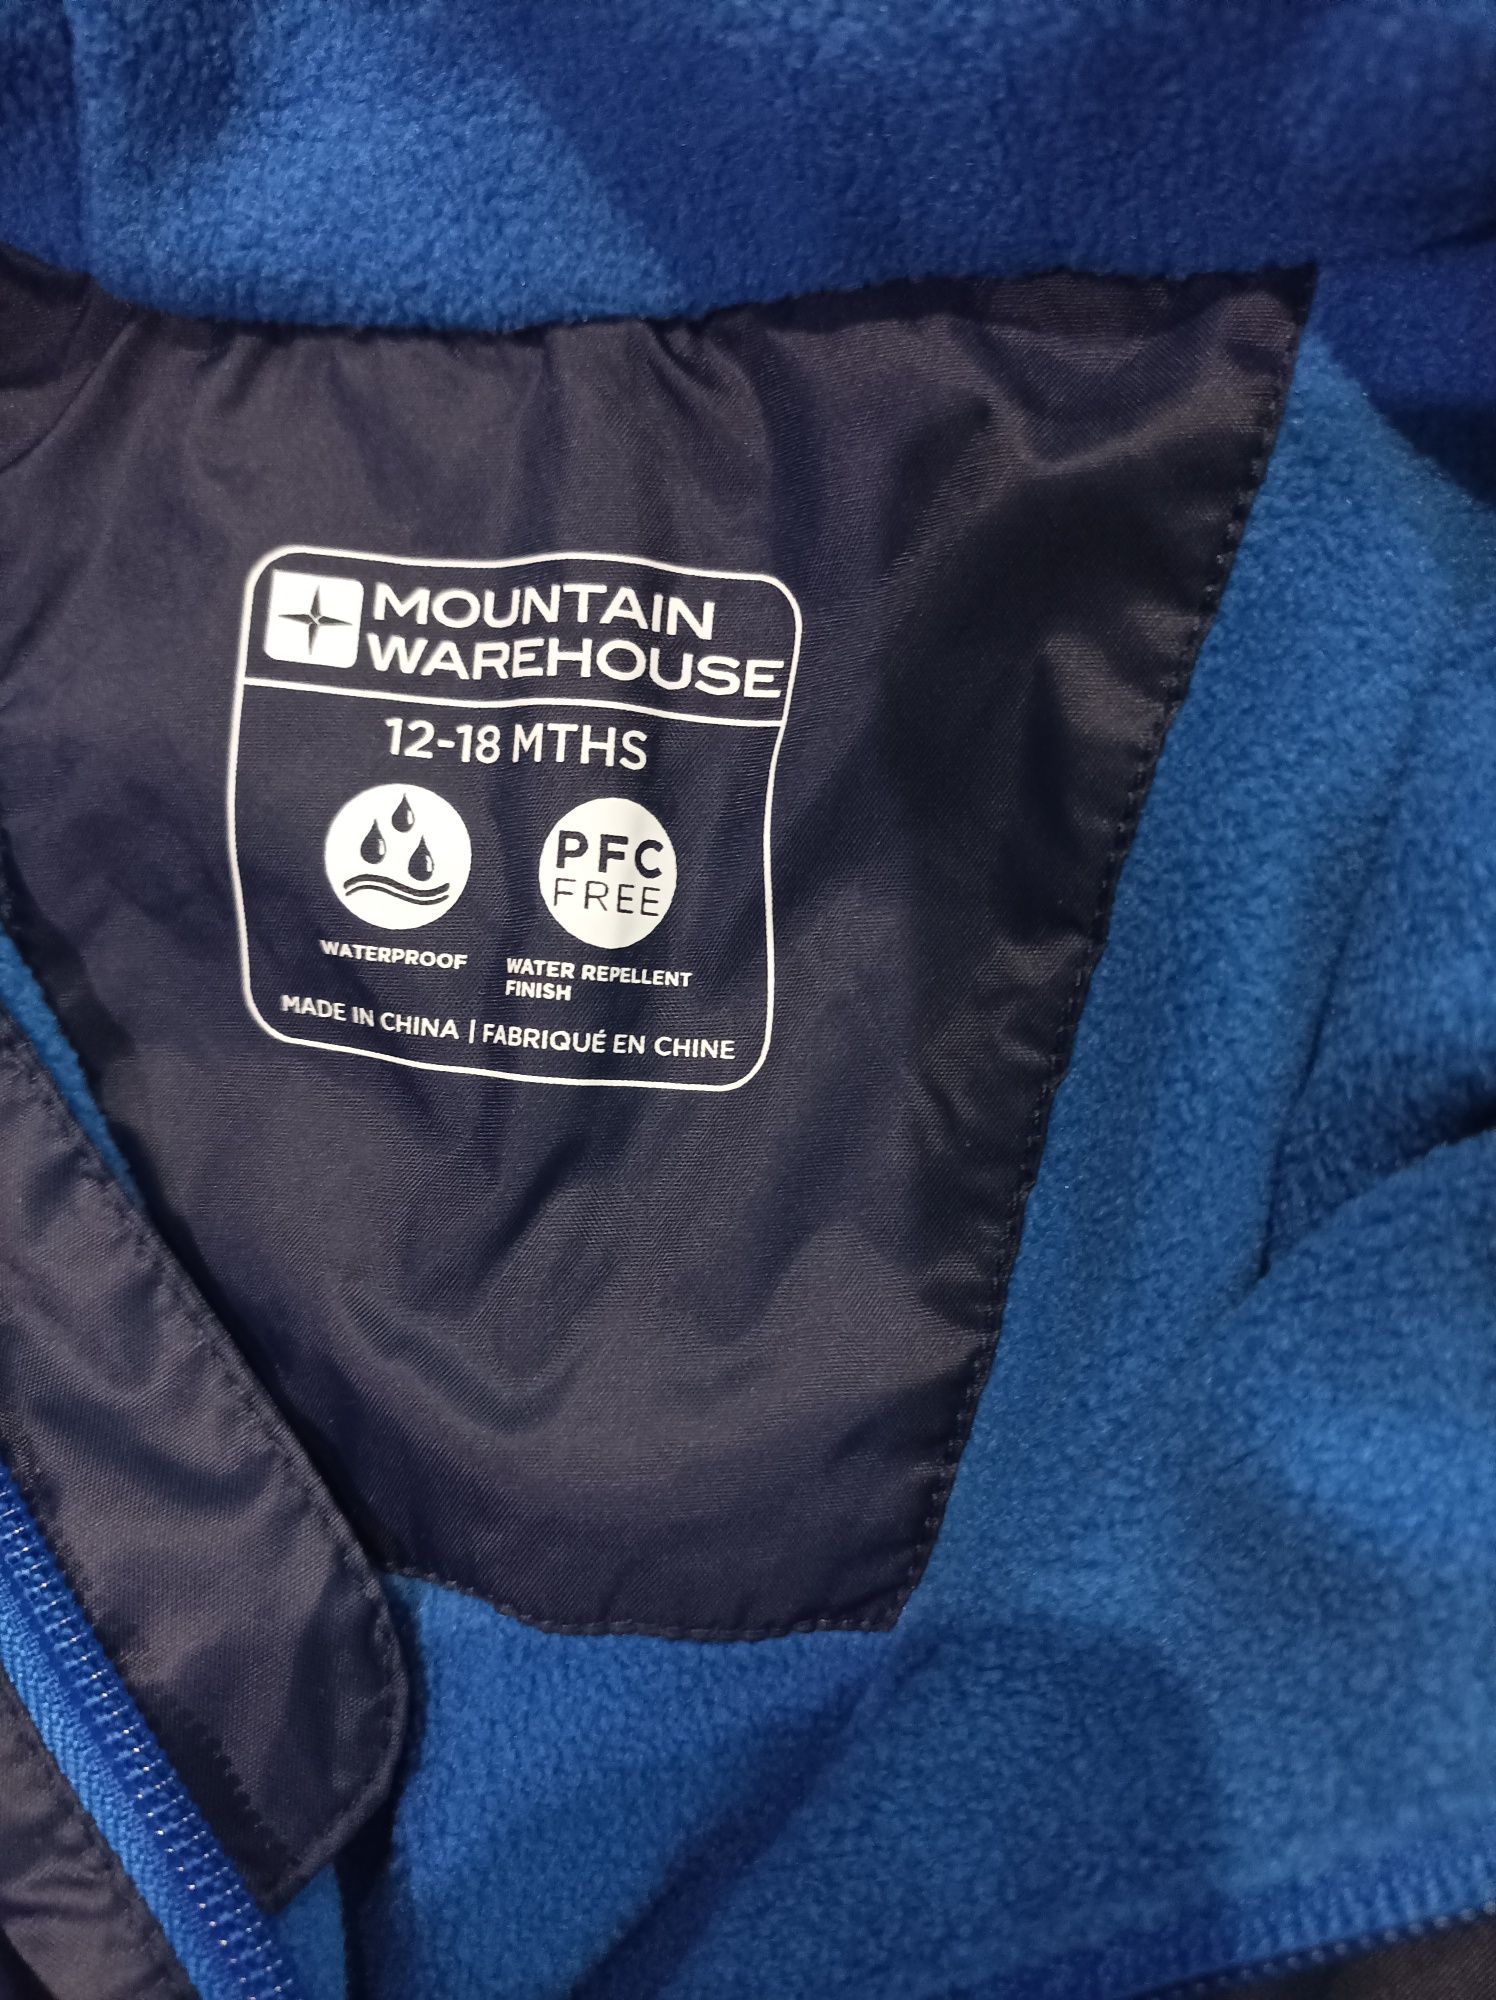 MOUNTAIN
WAREHOUSE
12-18 MTHS
PFC
FREE
WATERPROOF
WATER REPELLENT
FINISH
MADE IN CHINA | FABRIQUÉ EN CHINE